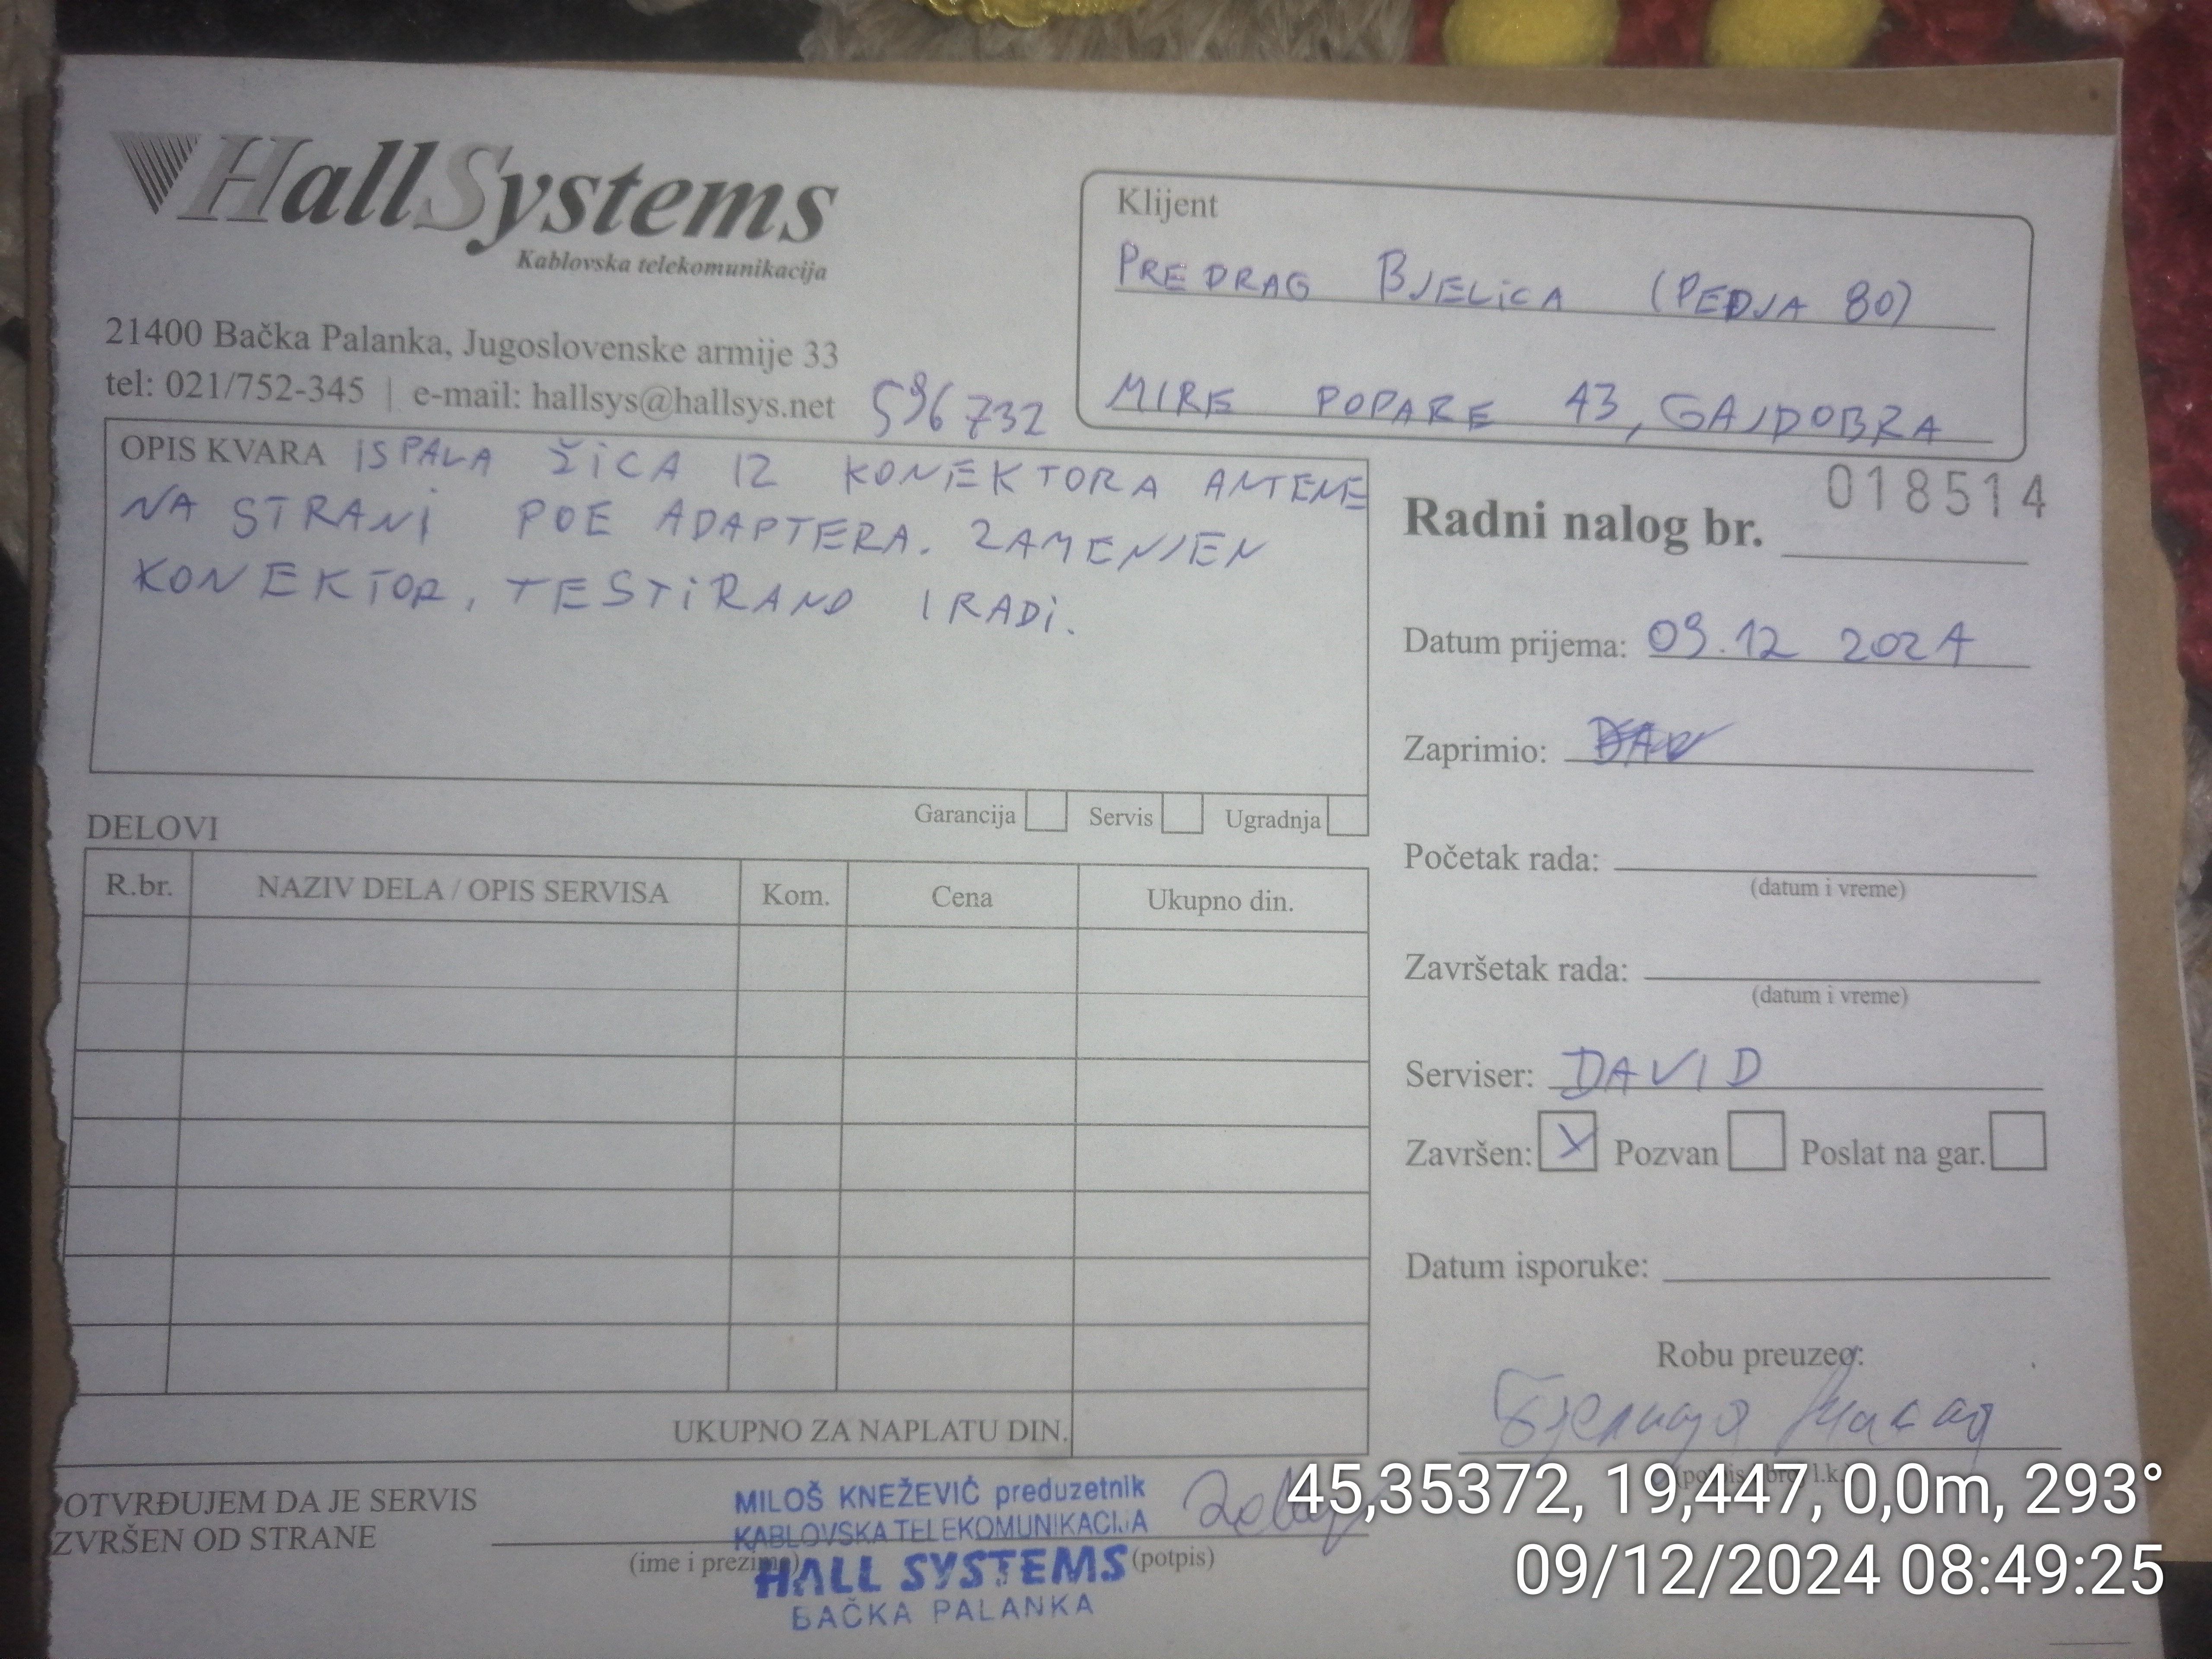 HallSystems
Kablovska telekomunikacija
21400 Bačka Palanka, Jugoslovenske armije 33
tel: 021/752-345 | e-mail: hallsys@hallsys.net
596732
Klijent
PREDRAG BJELICA (PEDJA 80)
MIRE POPARE 43, GAJDOBRA
OPIS KVARA ISPALA ŽICA IZ KONEKTORA ANTENE
NA STRANI POE ADAPTERA. ZAMENJEN
KONEKTOR, TESTIRANO I RADI.
Garancija Servis Ugradnja
Radni nalog br. 018514
Datum prijema: 09.12 2024
Zaprimio:
Početak rada:
(datum i vreme)
Završetak rada:
(datum i vreme)
Serviser: DAVID
Završen: X Pozvan Poslat na gar.
Datum isporuke:
Robu preuzeo:
DELOVI
R.br. NAZIV DELA / OPIS SERVISA Kom. Cena Ukupno din.
UKUPNO ZA NAPLATU DIN.
OTVRĐUJEM DA JE SERVIS
ZVRŠEN OD STRANE
(ime i prezime) (potpis)
MILOŠ KNEŽEVIĆ preduzetnik
KABLOVSKA TELEKOMUNIKACIJA
HALL SYSTEMS
BAČKA PALANKA
45,35372, 19,447, 0,0m, 293°
09/12/2024 08:49:25